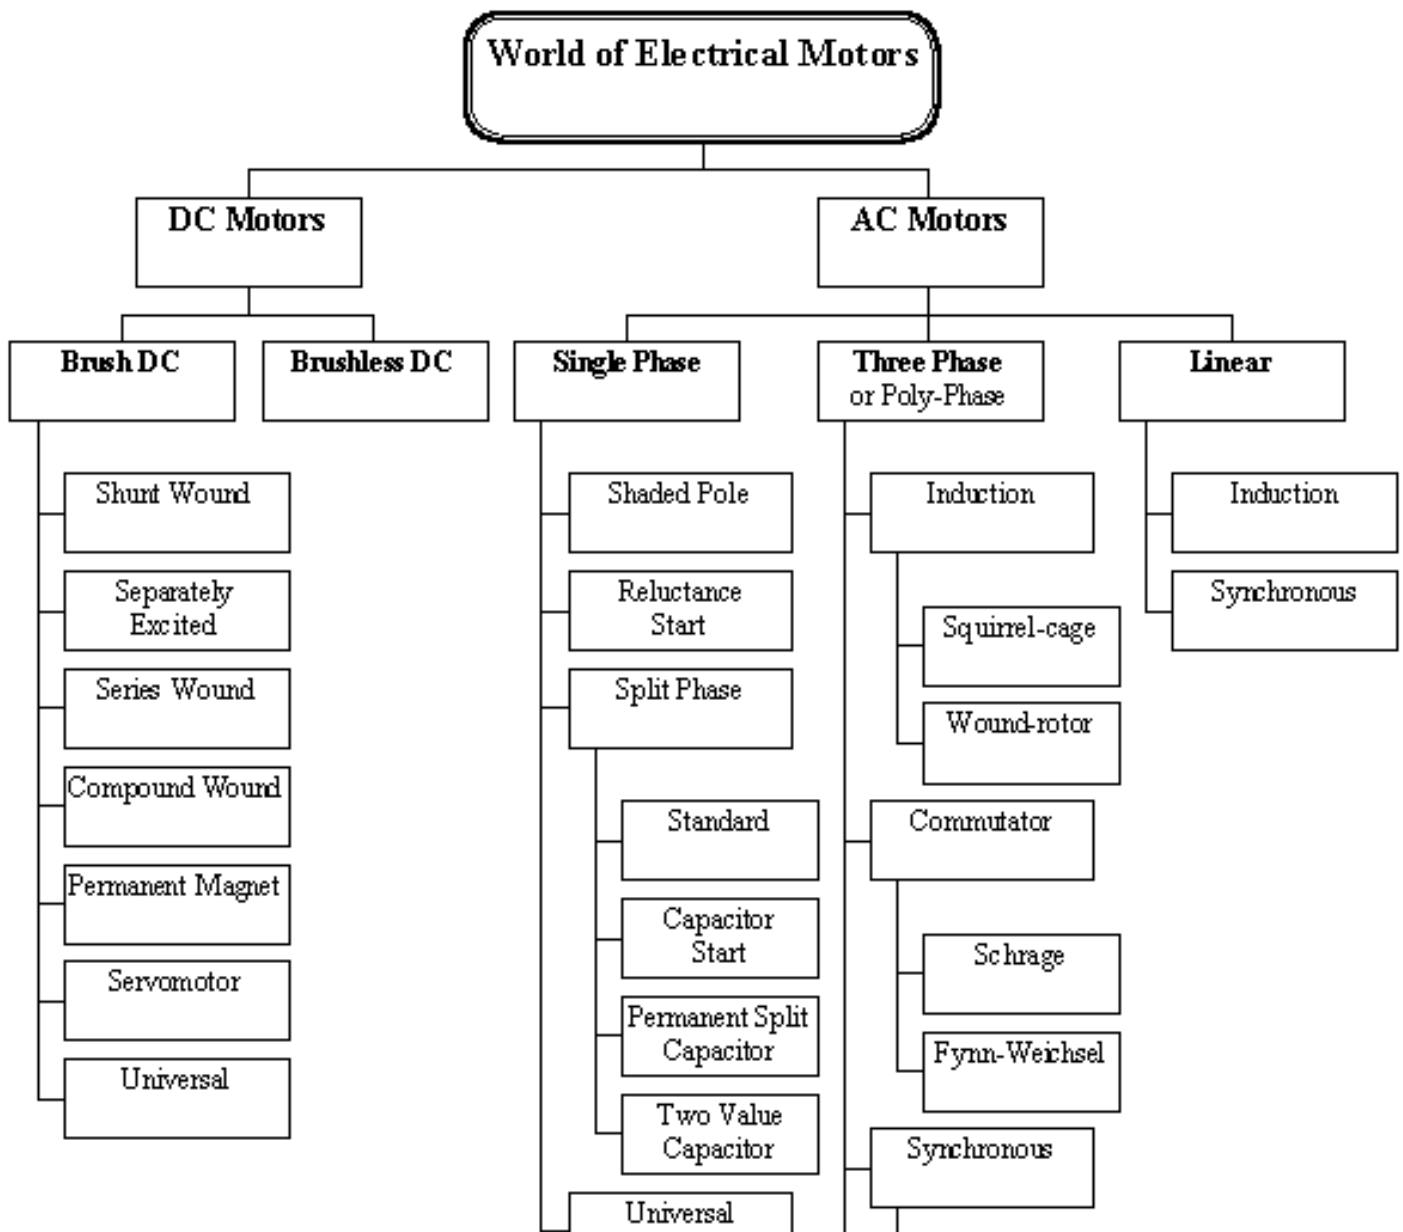 World of Electrical Motors
DC Motors
AC Motors
Brush DC
Brushless DC
Single Phase
Three Phase
or Poly-Phase
Linear
Shunt Wound
Separately
Excited
Series Wound
Compound Wound
Permanent Magnet
Servomotor
Universal
Shaded Pole
Reluctance
Start
Split Phase
Standard
Capacitor
Start
Permanent Split
Capacitor
Two Value
Capacitor
Universal
Induction
Squirrel-cage
Wound-rotor
Commutator
Schrage
Fynn-Weichsel
Synchronous
Induction
Synchronous